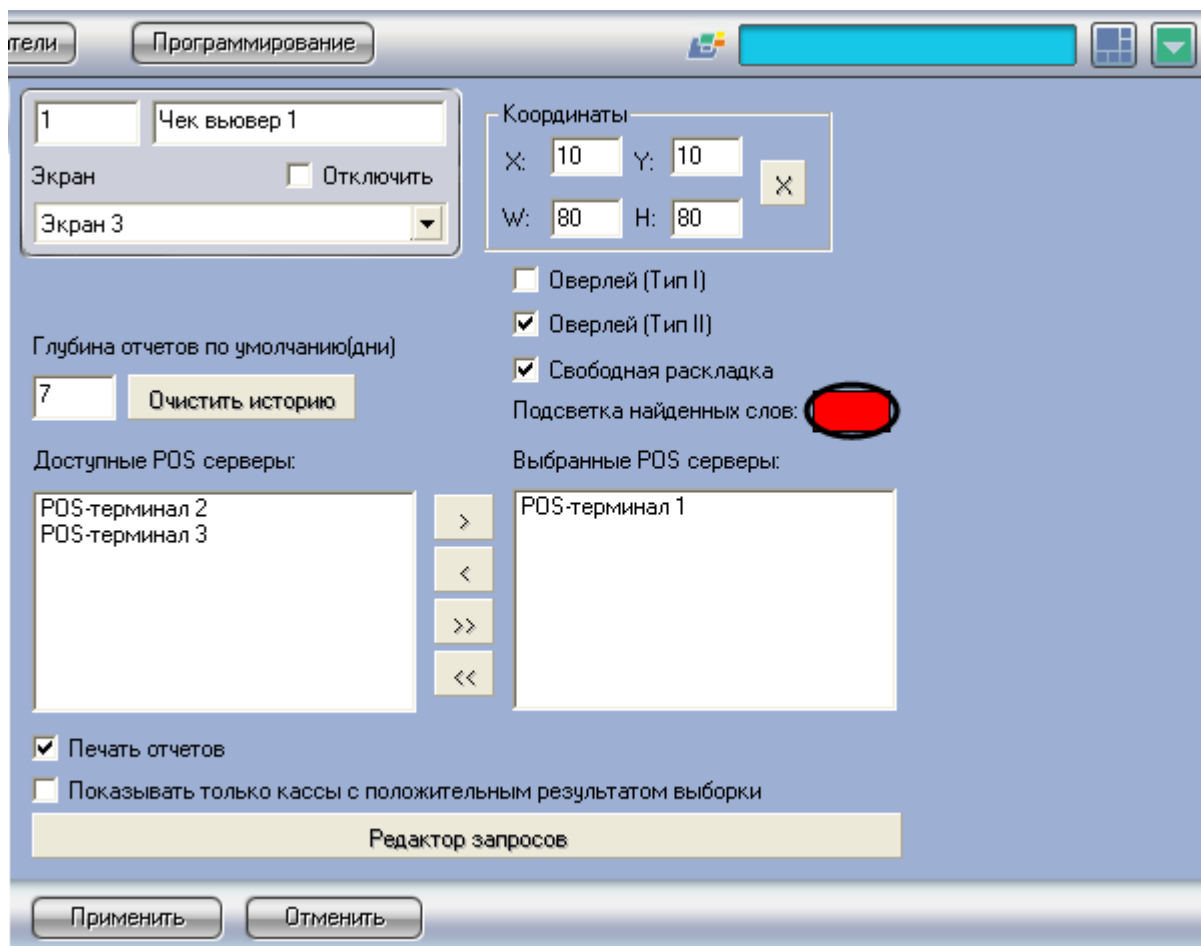 тели
Программирование
1
Чек вьювер 1
Экран
Отключить
Экран 3
Координаты
X: 10 Y: 10
X
W: 80 H: 80
Оверлей (Тип I)
Оверлей (Тип II)
Свободная раскладка
Подсветка найденных слов:
Глубина отчетов по умолчанию(дни)
7
Очистить историю
Доступные POS серверы:
POS-терминал 2
POS-терминал 3
>
<
>>
<<
Выбранные POS серверы:
POS-терминал 1
Печать отчетов
Показывать только кассы с положительным результатом выборки
Редактор запросов
Применить
Отменить